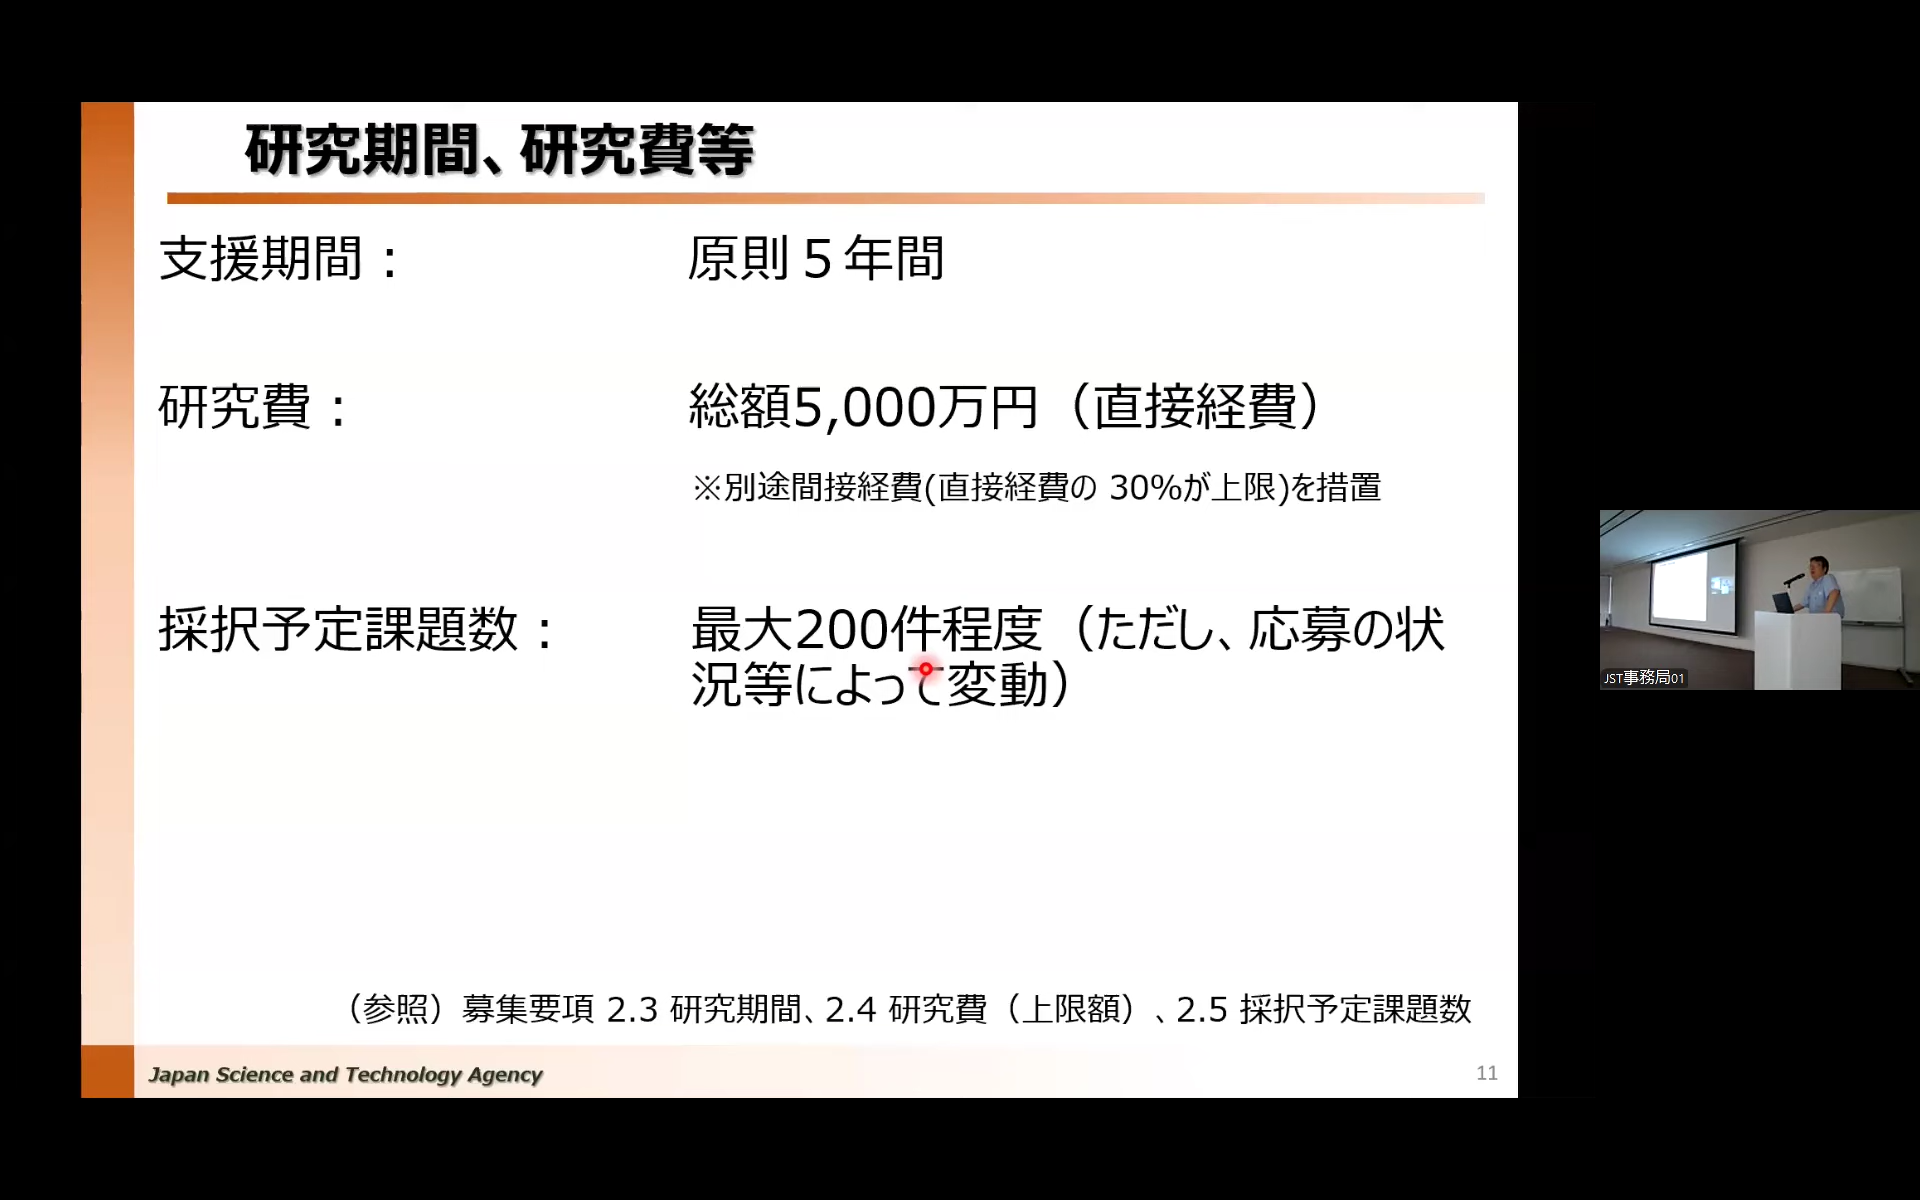 研究期間、研究費等
支援期間：
原則５年間
研究費：
総額5,000万円（直接経費）
※別途間接経費(直接経費の 30%が上限)を措置
採択予定課題数：
最大200件程度（ただし、応募の状
況等によって変動）
（参照）募集要項 2.3 研究期間、2.4 研究費（上限額）、2.5 採択予定課題数
Japan Science and Technology Agency
11
JST事務局01